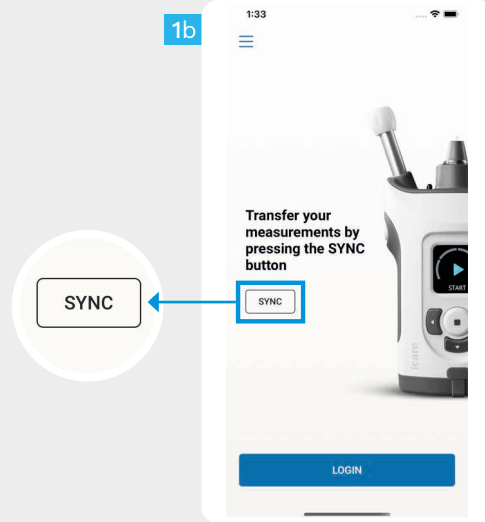 1b
1:33
Transfer your
measurements by
pressing the SYNC
button
SYNC
SYNC
START
icare
LOGIN